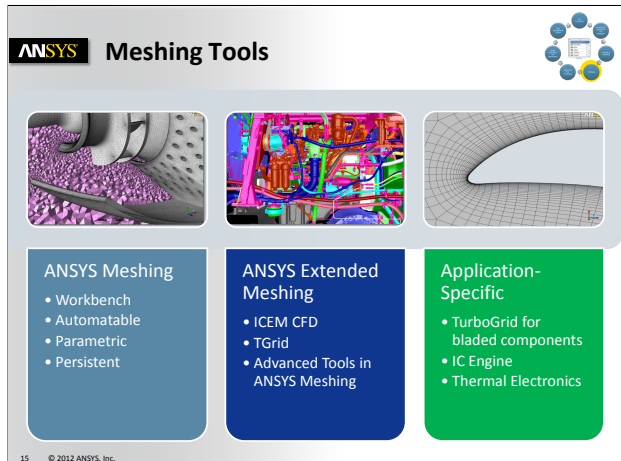 ANSYS Meshing Tools
ANSYS Meshing
• Workbench
• Automatable
• Parametric
• Persistent
ANSYS Extended
Meshing
• ICEM CFD
• TGrid
• Advanced Tools in
ANSYS Meshing
Application-
Specific
• TurboGrid for
bladed components
• IC Engine
• Thermal Electronics
15 © 2012 ANSYS, Inc.